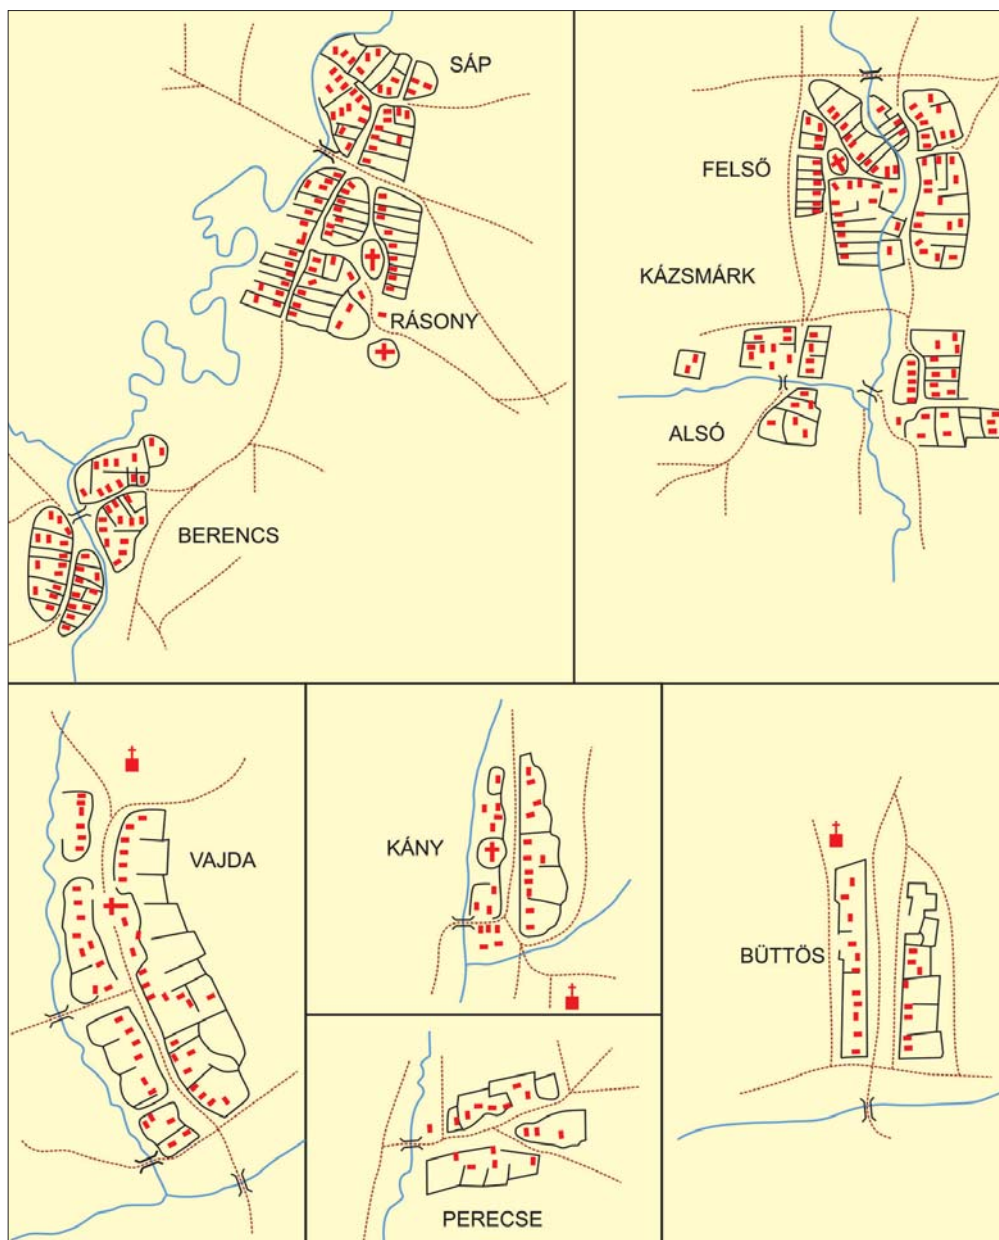 SÁP
RÁSONY
BERENCS
FELSŐ
KÁZSMÁRK
ALSÓ
VAJDA
KÁNY
PERECSE
BÜTTÖS